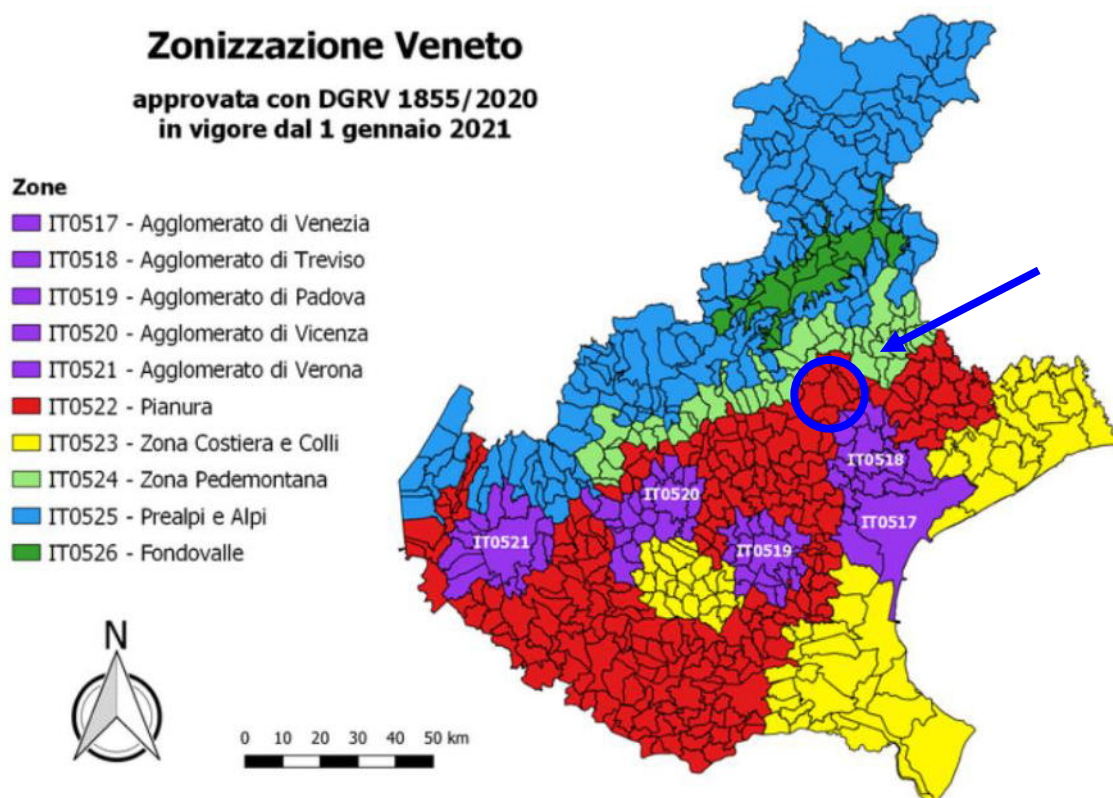 Zonizzazione Veneto
approvata con DGRV 1855/2020
in vigore dal 1 gennaio 2021
Zone
IT0517 - Agglomerato di Venezia
IT0518 - Agglomerato di Treviso
IT0519 - Agglomerato di Padova
IT0520 - Agglomerato di Vicenza
IT0521 - Agglomerato di Verona
IT0522 - Pianura
IT0523 - Zona Costiera e Colli
IT0524 - Zona Pedemontana
IT0525 - Prealpi e Alpi
IT0526 - Fondovalle
IT0518
IT0520
IT0517
IT0521
IT0519
N
0 10 20 30 40 50 km